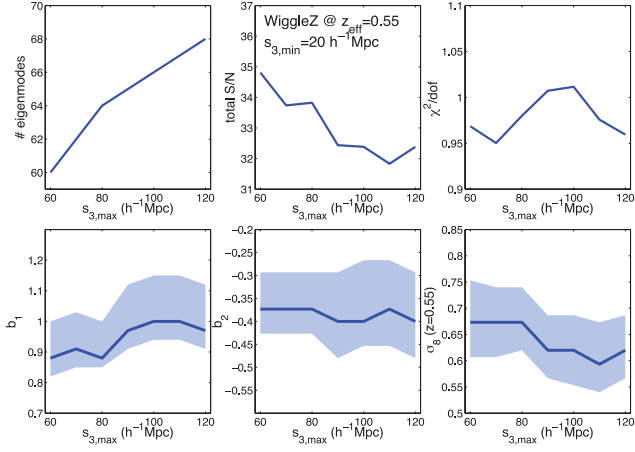 70
68
66
64
62
60
# eigenmodes
60 80 100 120
s3,max (h−1Mpc)
37
36
35
34
33
32
31
total S/N
WiggleZ @ zeff=0.55
s3,min=20 h−1Mpc
60 80 100 120
s3,max (h−1Mpc)
1.1
1.05
1
0.95
0.9
χ2/dof
60 80 100 120
s3,max (h−1Mpc)
1.2
1.1
1
0.9
0.8
0.7
b1
60 80 100 120
s3,max (h−1Mpc)
−0.2
−0.25
−0.3
−0.35
−0.4
−0.45
−0.5
−0.55
b2
60 80 100 120
s3,max (h−1Mpc)
0.85
0.8
0.75
0.7
0.65
0.6
0.55
0.5
σ8 (z=0.55)
60 80 100 120
s3,max (h−1Mpc)